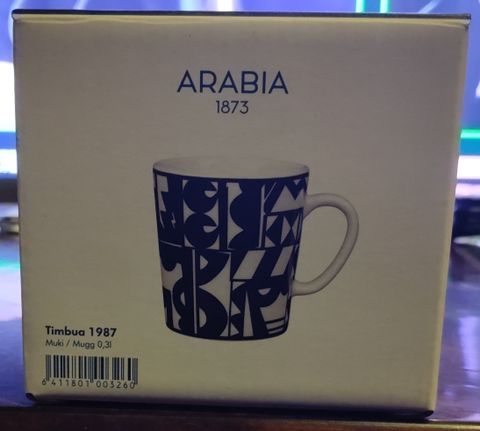 ARABIA
1873
Timbua 1987
Muki / Mugg 0,3l
6 411801 003260